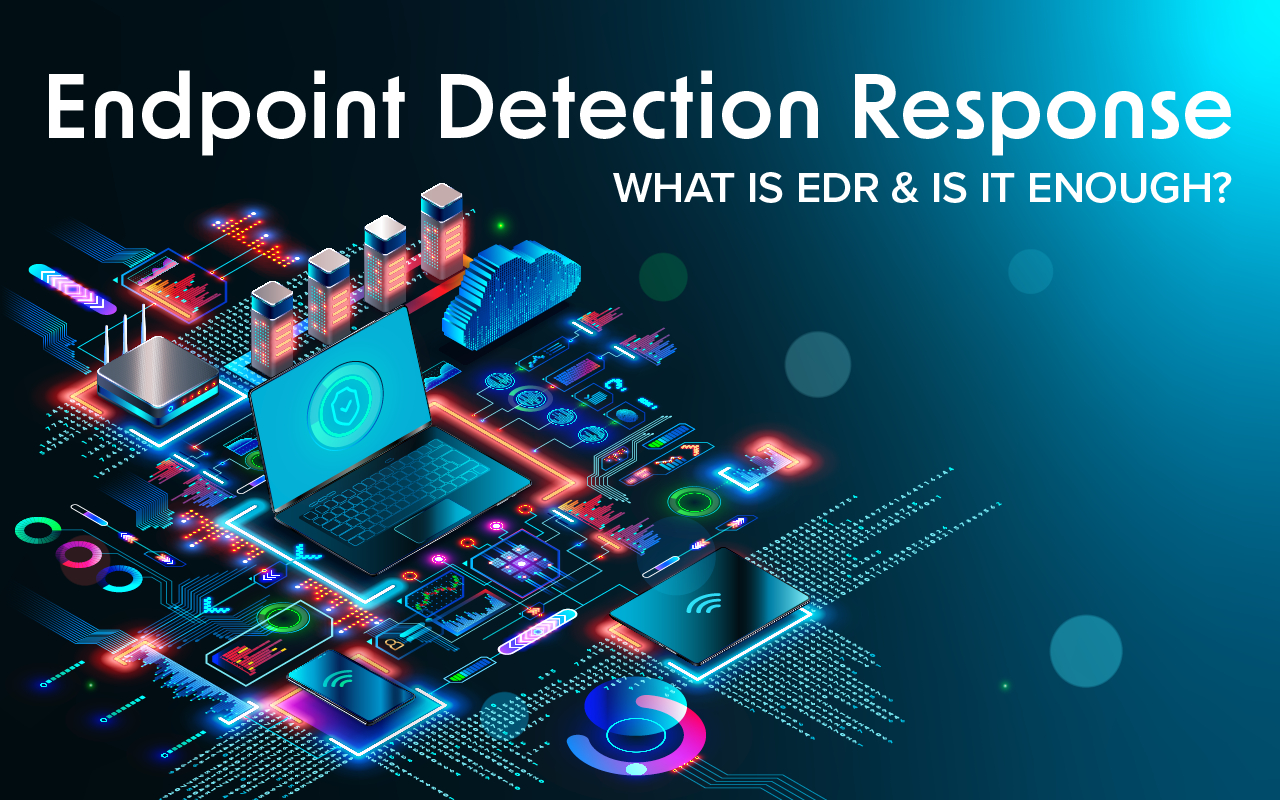 Endpoint Detection Response
WHAT IS EDR & IS IT ENOUGH?